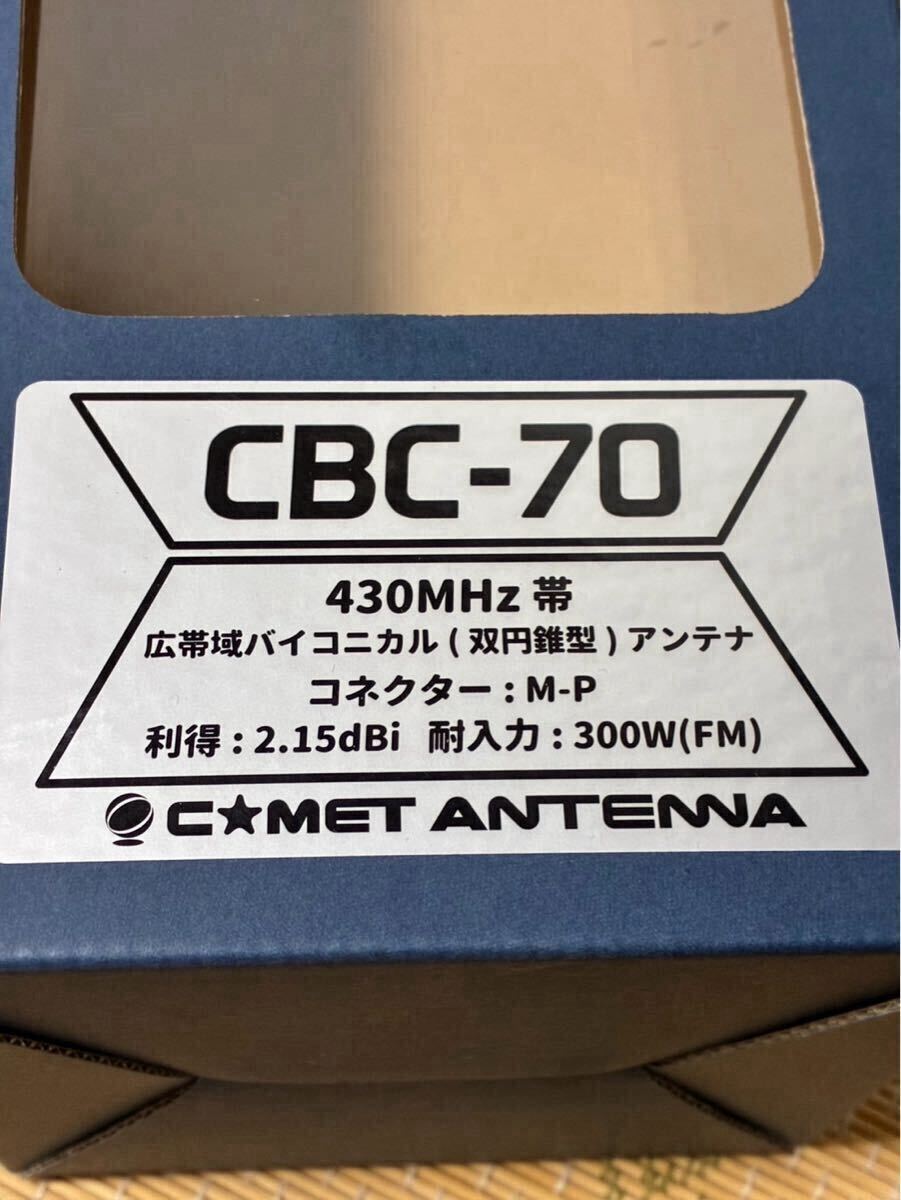 CBC-70
430MHz 帯
広帯域バイコニカル ( 双円錐型 ) アンテナ
コネクター : M-P
利得 : 2.15dBi 耐入力 : 300W(FM)
C★MET ANTENNA